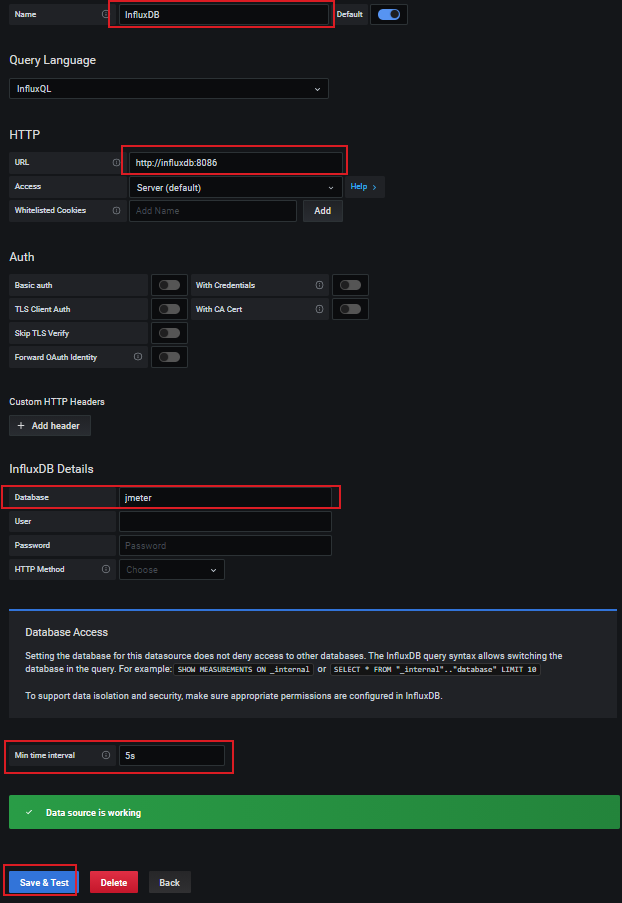 Name InfluxDB Default
Query Language
InfluxQL
HTTP
URL http://influxdb:8086
Access Server (default) Help
Whitelisted Cookies Add Name Add
Auth
Basic auth With Credentials
TLS Client Auth With CA Cert
Skip TLS Verify
Forward OAuth Identity
Custom HTTP Headers
+ Add header
InfluxDB Details
Database jmeter
User
Password Password
HTTP Method Choose
Database Access
Setting the database for this datasource does not deny access to other databases. The InfluxDB query syntax allows switching the
database in the query. For example: SHOW MEASUREMENTS ON _internal or SELECT * FROM "_internal".."database" LIMIT 10
To support data isolation and security, make sure appropriate permissions are configured in InfluxDB.
Min time interval 5s
Data source is working
Save & Test Delete Back